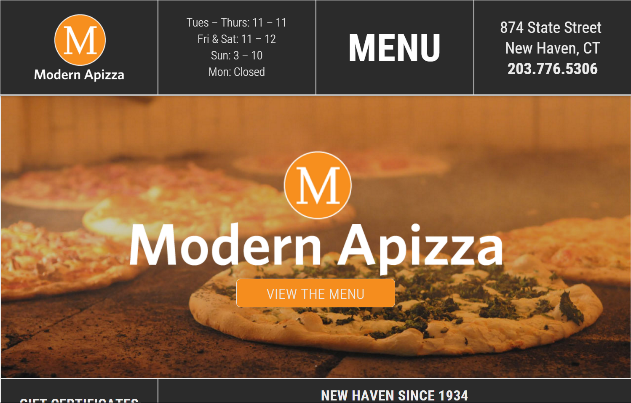 M
Modern Apizza
Tues – Thurs: 11 – 11
Fri & Sat: 11 – 12
Sun: 3 – 10
Mon: Closed
MENU
874 State Street
New Haven, CT
203.776.5306
M
Modern Apizza
VIEW THE MENU
GIFT CERTIFICATES
NEW HAVEN SINCE 1934